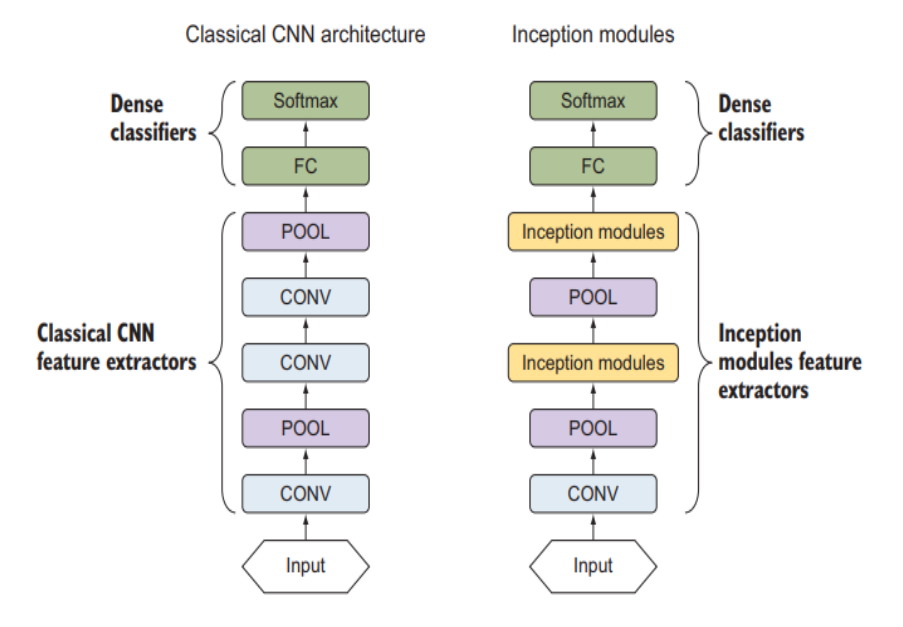 Classical CNN architecture
Dense
classifiers
Softmax
FC
POOL
CONV
CONV
POOL
CONV
Input
Classical CNN
feature extractors
Inception modules
Softmax
FC
Inception modules
POOL
Inception modules
POOL
CONV
Input
Dense
classifiers
Inception
modules feature
extractors